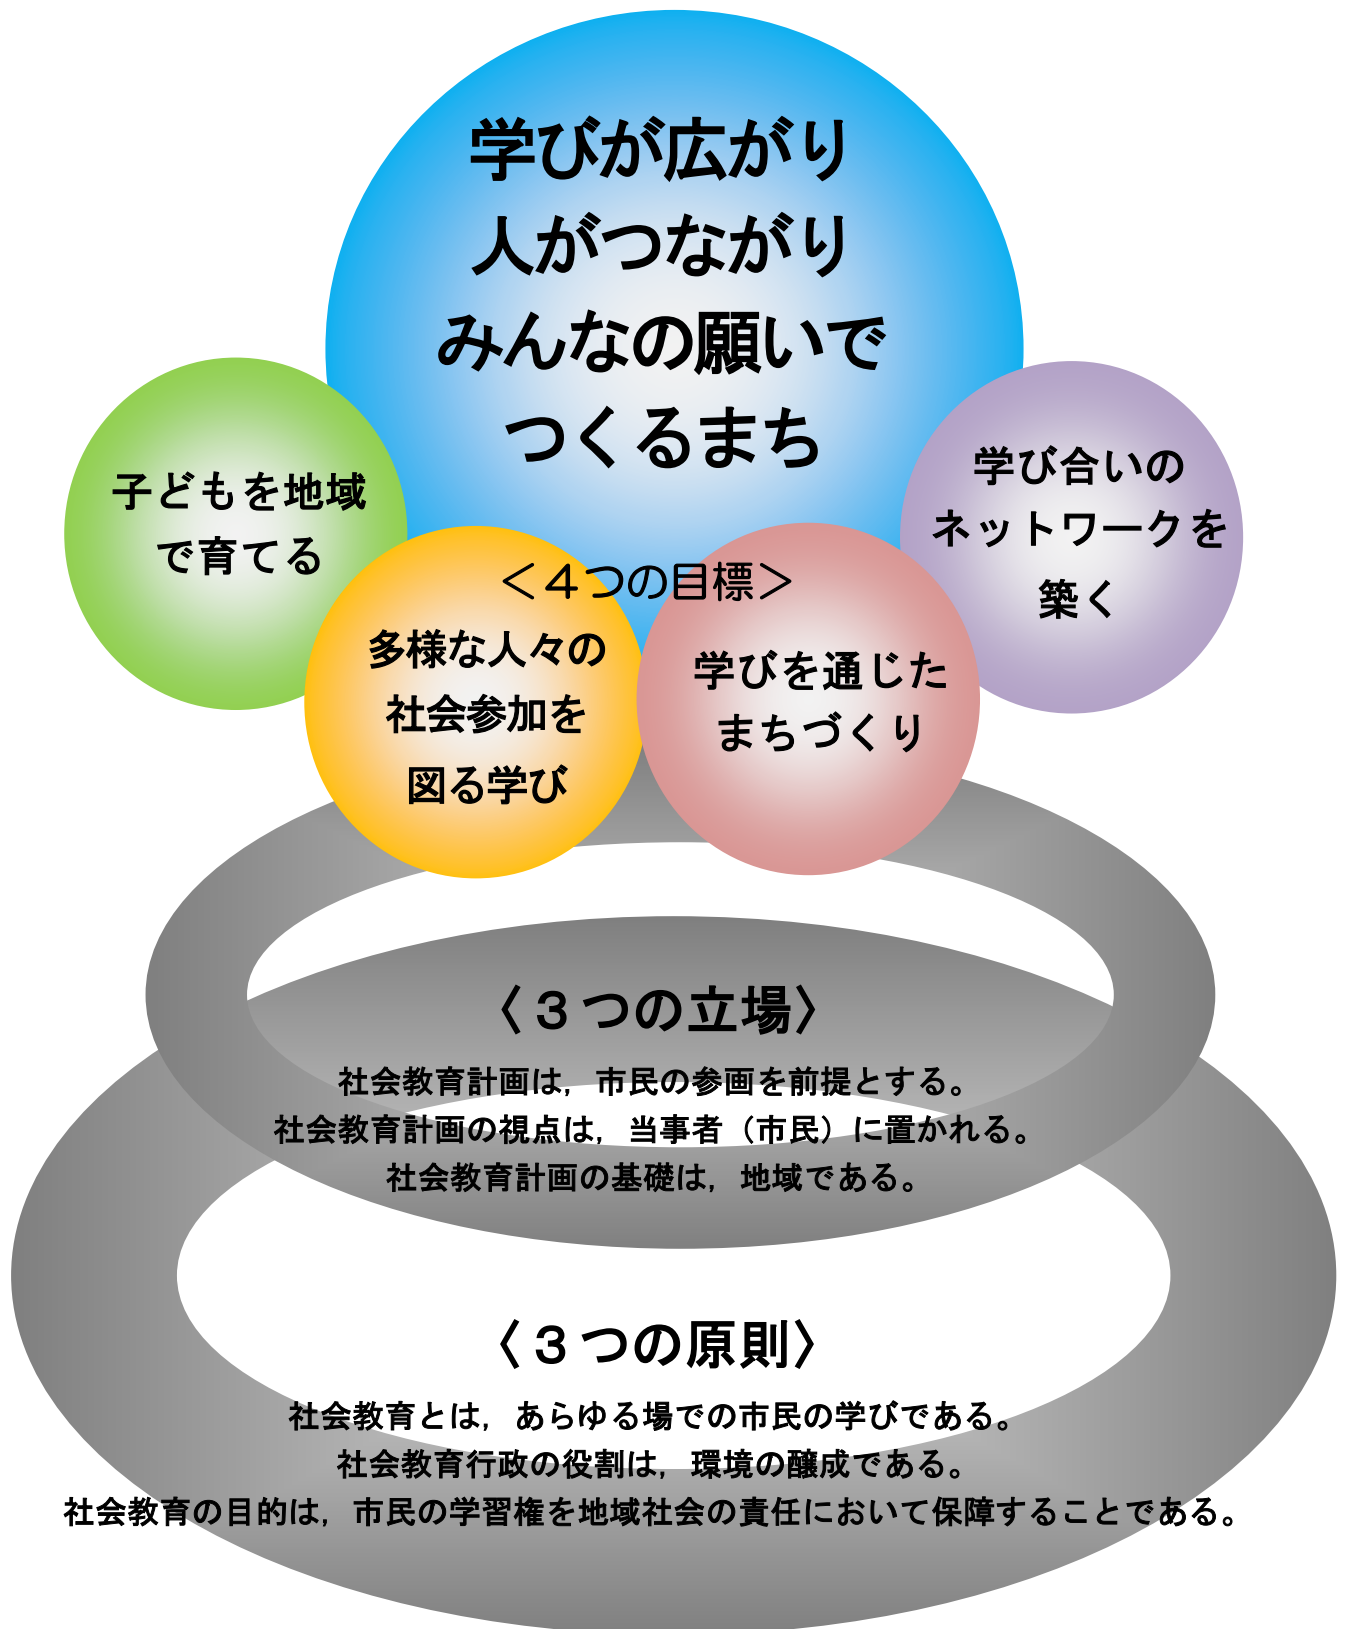 学びが広がり
人がつながり
みんなの願いで
つくるまち
子どもを地域
で育てる
学び合いの
ネットワークを
築く
＜４つの目標＞
多様な人々の
社会参加を
図る学び
学びを通じた
まちづくり
〈３つの立場〉
社会教育計画は，市民の参画を前提とする。
社会教育計画の視点は，当事者（市民）に置かれる。
社会教育計画の基礎は，地域である。
〈３つの原則〉
社会教育とは，あらゆる場での市民の学びである。
社会教育行政の役割は，環境の醸成である。
社会教育の目的は，市民の学習権を地域社会の責任において保障することである。